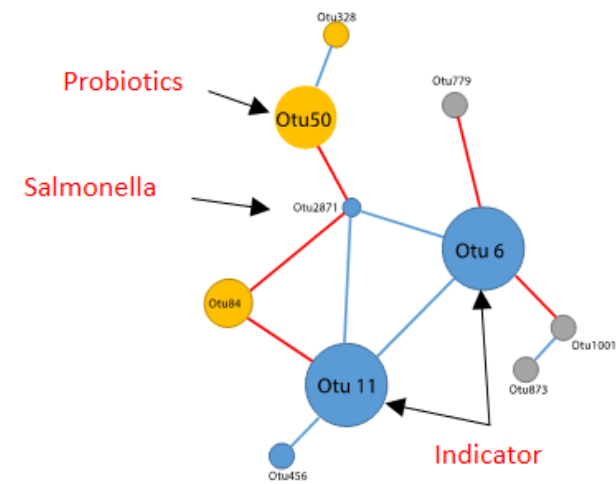 Otu328
Probiotics
Otu779
Otu50
Salmonella
Otu2871
Otu 6
Otu84
Otu1001
Otu 11
Otu873
Indicator
Otu456